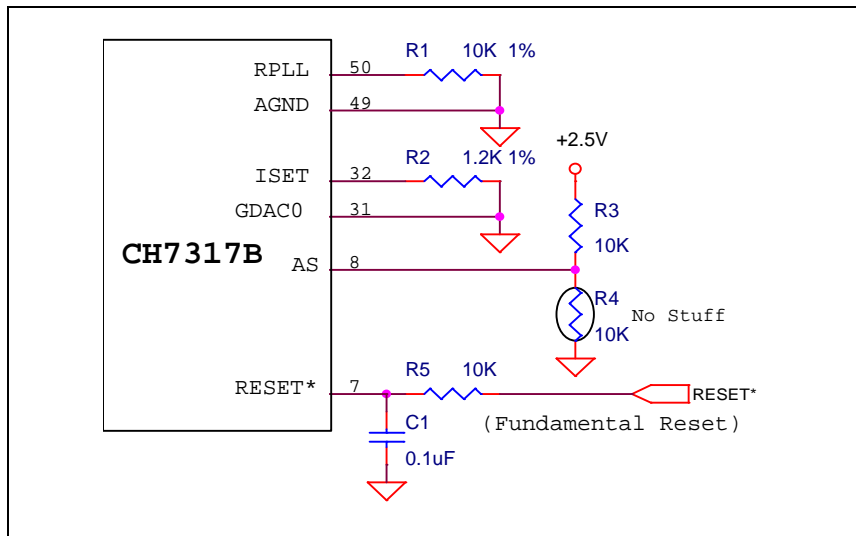 R1 10K 1%
RPLL 50
AGND 49
+2.5V
R2 1.2K 1%
ISET 32
GDAC0 31
R3
10K
CH7317B
AS 8
R4
No Stuff
10K
R5 10K
RESET* 7
RESET*
(Fundamental Reset)
C1
0.1uF